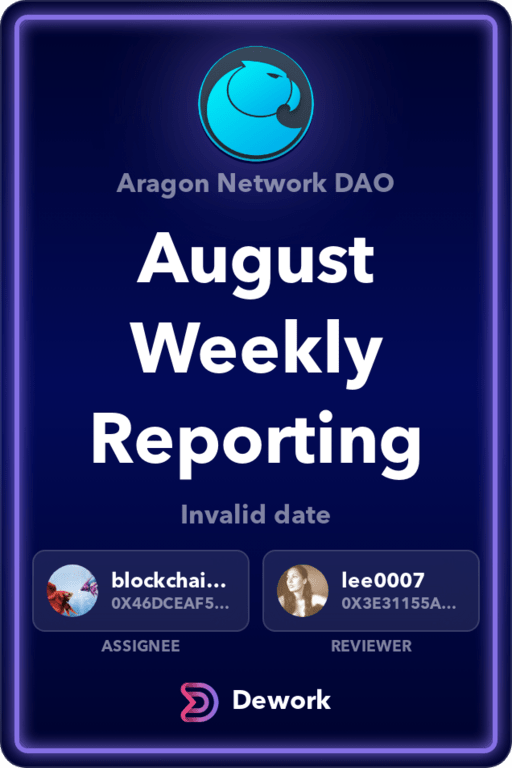 Aragon Network DAO
August
Weekly
Reporting
Invalid date
blockchai...
0X46DCEAF5...
ASSIGNEE
lee0007
0X3E31155A...
REVIEWER
Dework